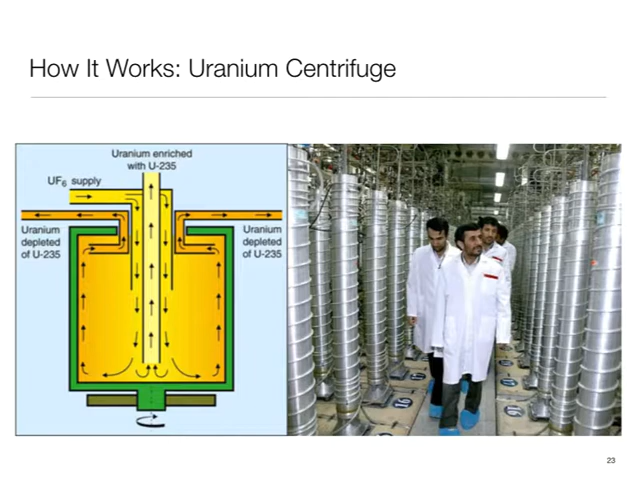 How It Works: Uranium Centrifuge
Uranium enriched
with U-235
UF₆ supply
Uranium
depleted
of U-235
Uranium
depleted
of U-235
23